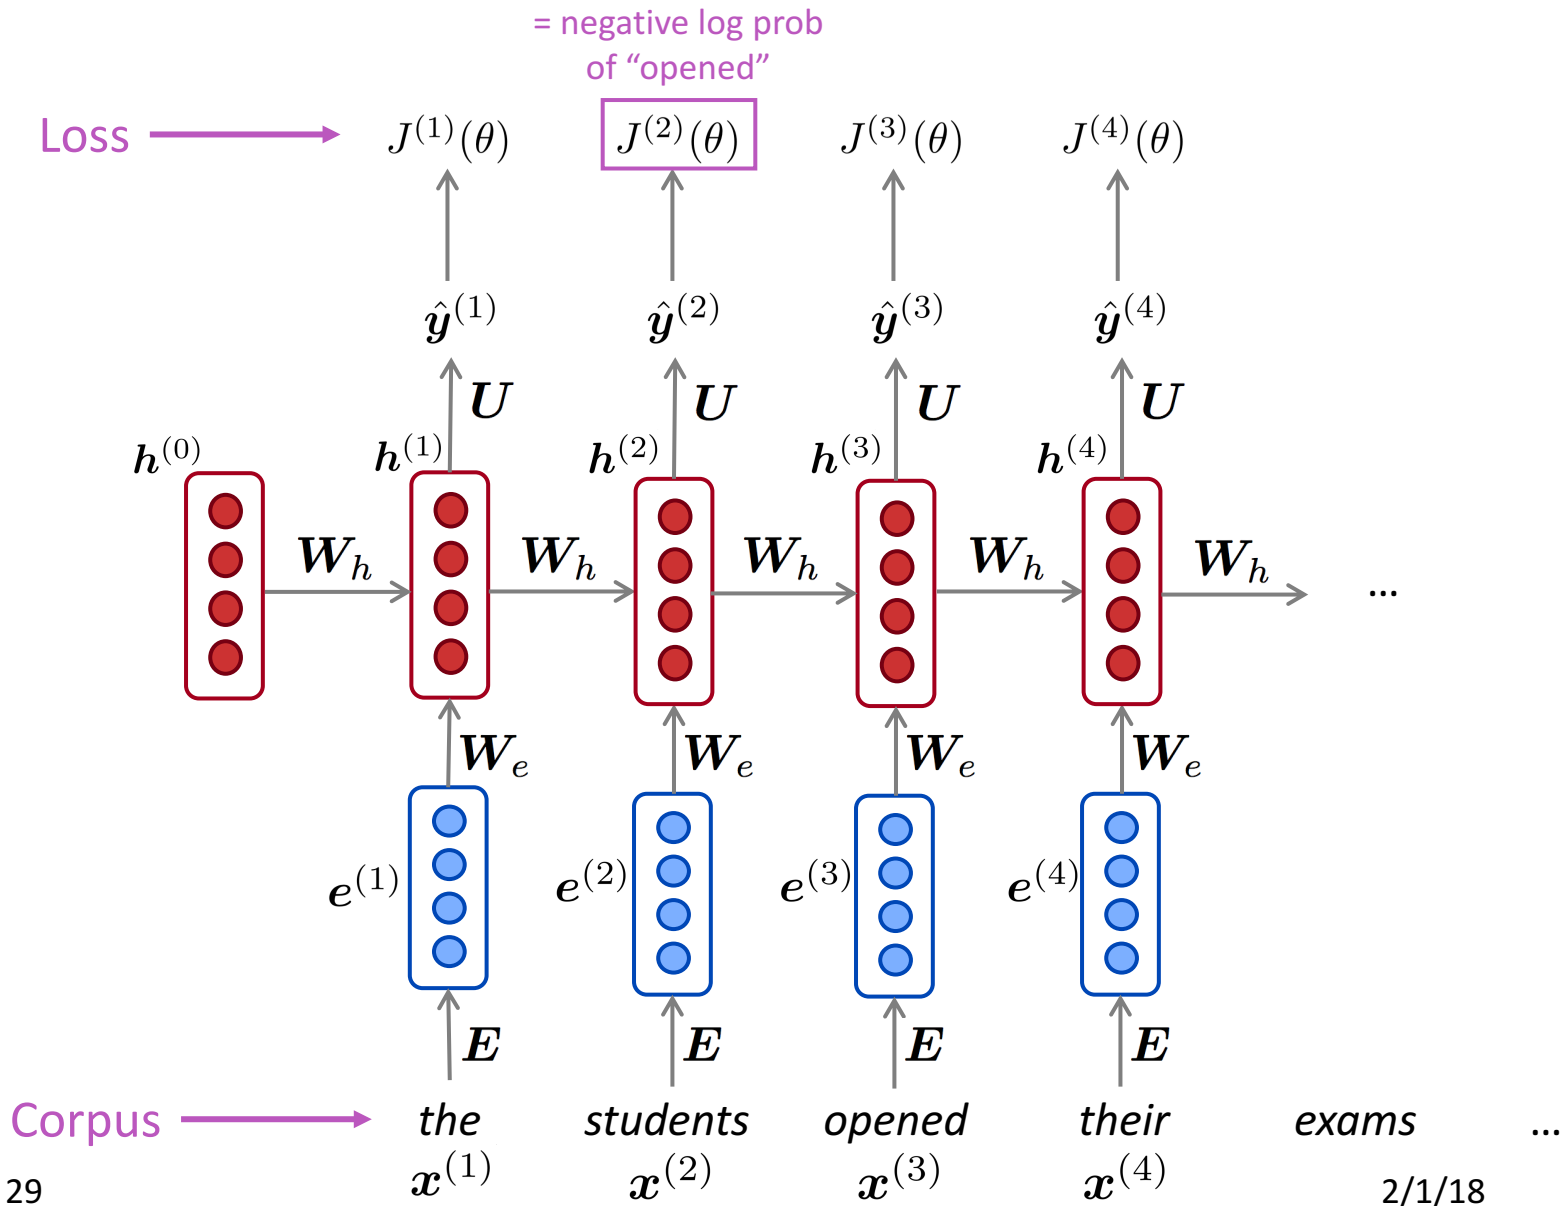 = negative log prob
of “opened”
Loss J^(1)(θ) J^(2)(θ) J^(3)(θ) J^(4)(θ)
ŷ^(1) ŷ^(2) ŷ^(3) ŷ^(4)
U U U U
h^(0) h^(1) h^(2) h^(3) h^(4)
W_h W_h W_h W_h W_h ...
W_e W_e W_e W_e
e^(1) e^(2) e^(3) e^(4)
E E E E
Corpus the students opened their exams ...
x^(1) x^(2) x^(3) x^(4)
29 2/1/18